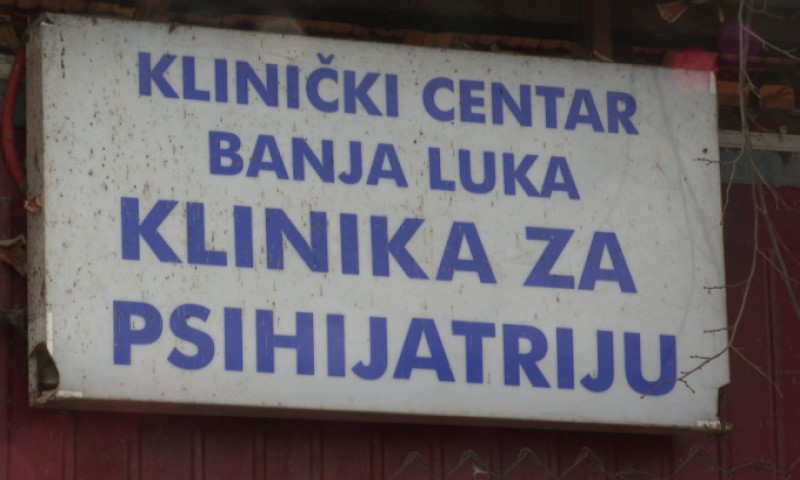 KLINIČKI CENTAR
BANJA LUKA
KLINIKA ZA
PSIHIJATRIJU